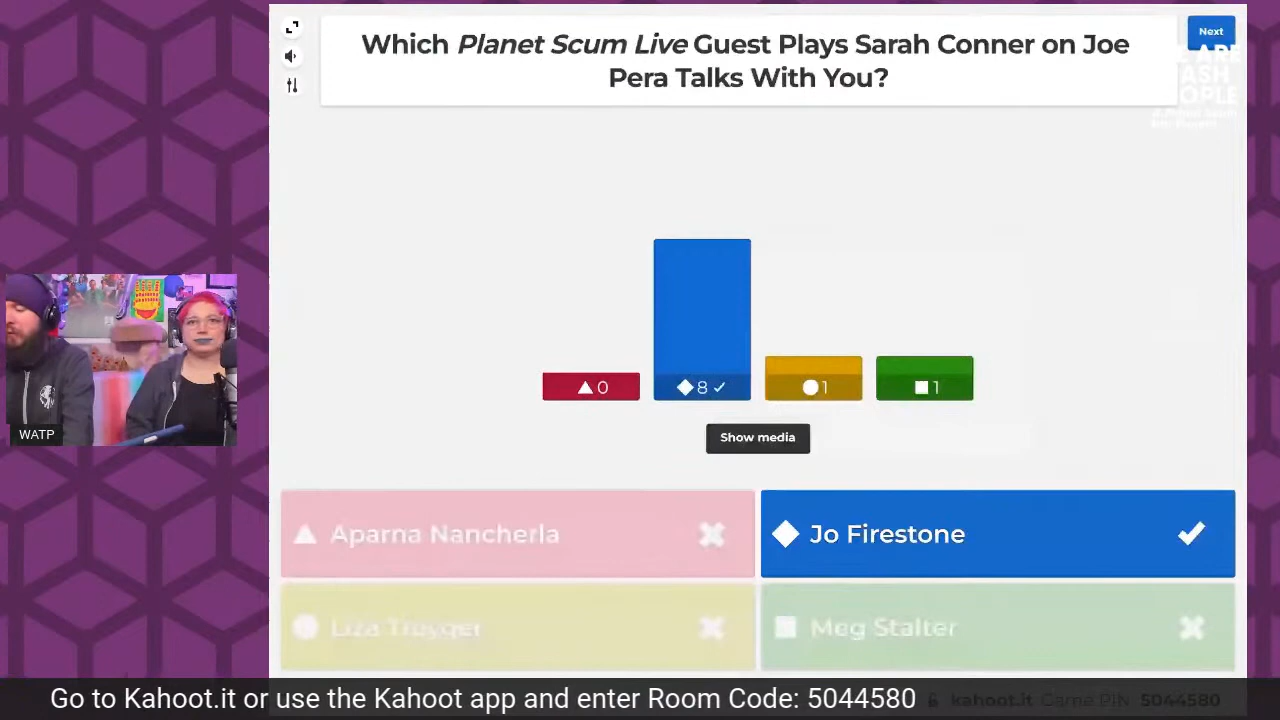 Which Planet Scum Live Guest Plays Sarah Conner on Joe
Pera Talks With You?
Next
0
8
1
1
Show media
WATP
Aparna Nancherla
Jo Firestone
Liza Treyger
Meg Stalter
Go to Kahoot.it or use the Kahoot app and enter Room Code: 5044580
kahoot.it Game PIN 5044580